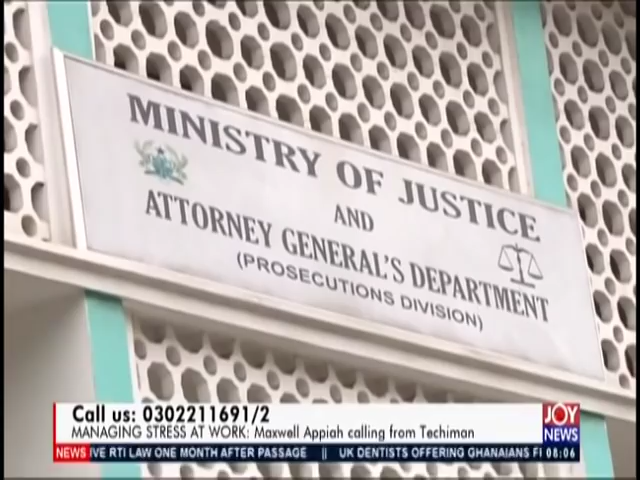 MINISTRY OF JUSTICE
AND
ATTORNEY GENERAL'S DEPARTMENT
(PROSECUTIONS DIVISION)
Call us: 0302211691/2
MANAGING STRESS AT WORK: Maxwell Appiah calling from Techiman
JOY
NEWS
NEWS IVE RTI LAW ONE MONTH AFTER PASSAGE || UK DENTISTS OFFERING GHANAIANS F 08:06